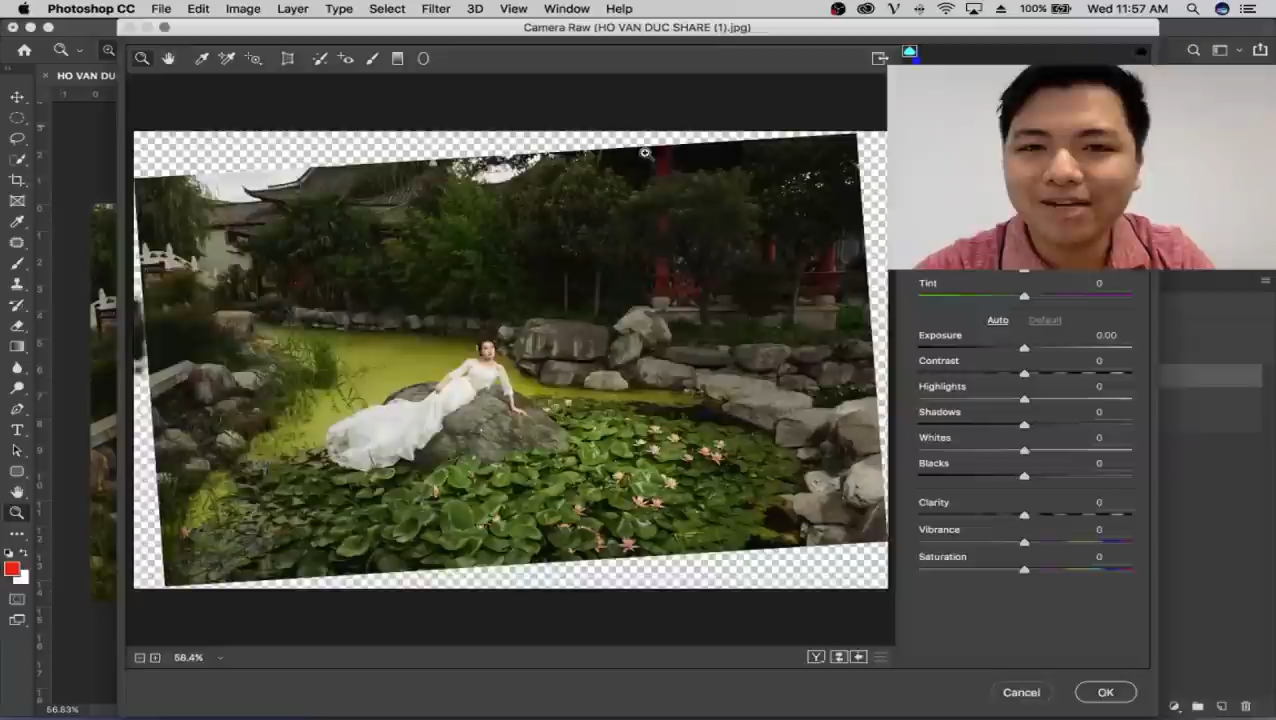 Photoshop CC File Edit Image Layer Type Select Filter 3D View Window Help 100% Wed 11:57 AM
Camera Raw (HO VAN DUC SHARE (1).jpg)
HO VAN DU
Tint 0
Auto Default
Exposure 0.00
Contrast 0
Highlights 0
Shadows 0
Whites 0
Blacks 0
Clarity 0
Vibrance 0
Saturation 0
58.4%
Cancel OK
56.83%